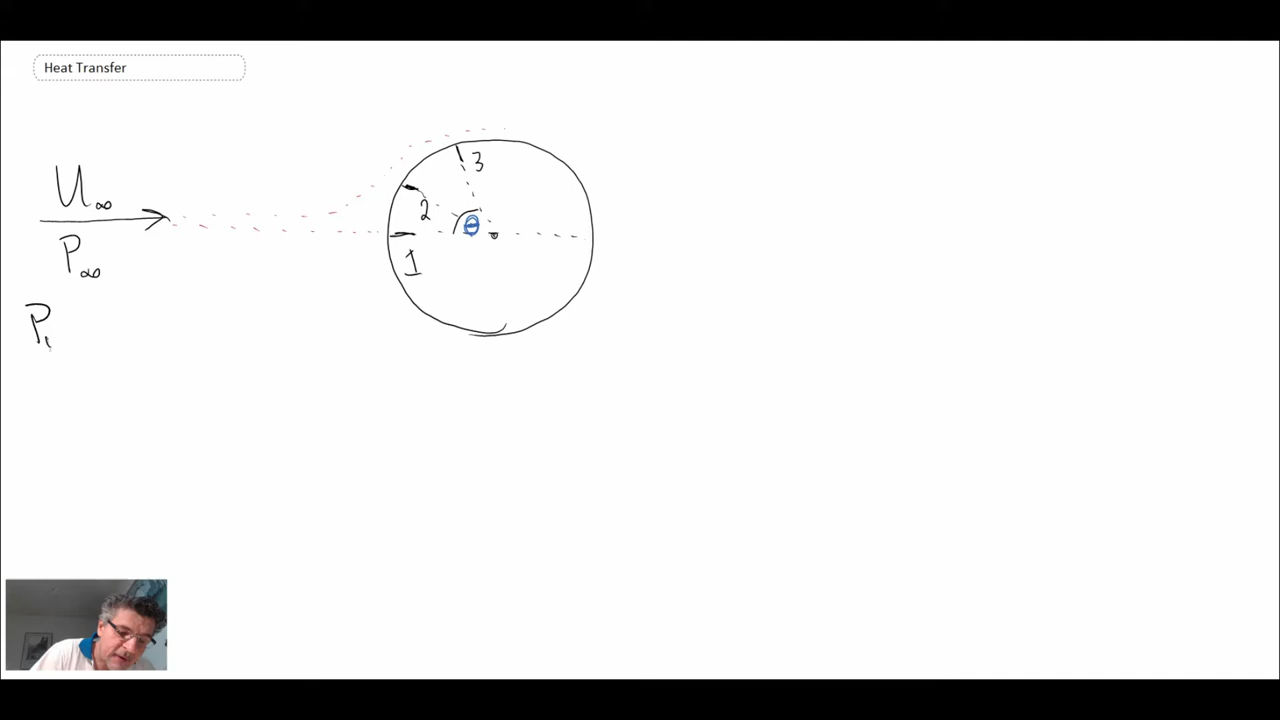 Heat Transfer
U∞
P∞
P₁
3
2
θ
1